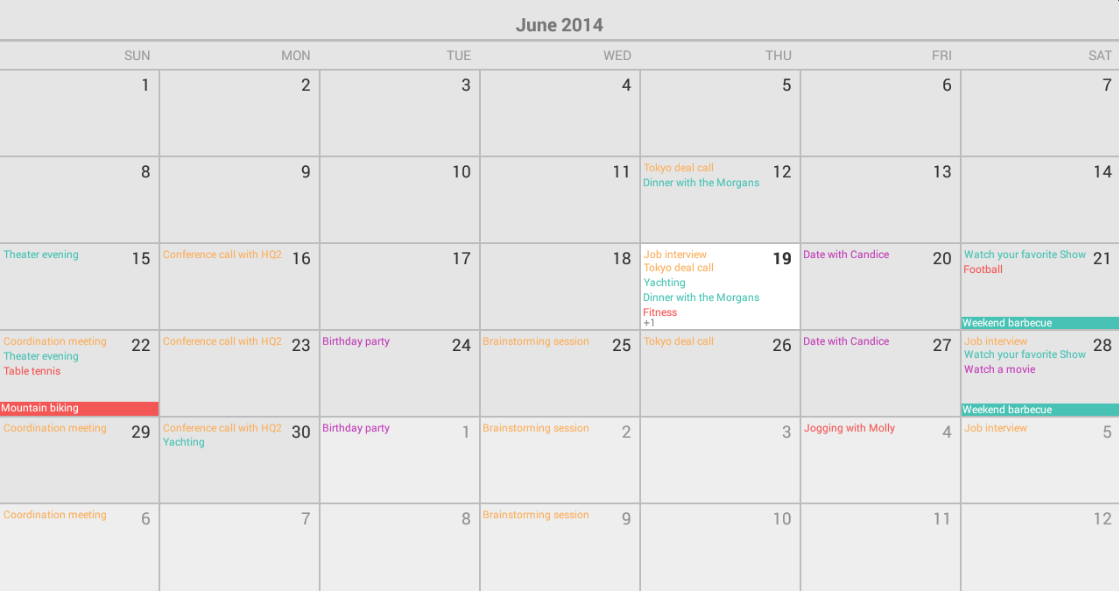 June 2014
SUN MON TUE WED THU FRI SAT
1 2 3 4 5 6 7
8 9 10 11 12 13 14
Tokyo deal call
Dinner with the Morgans
Theater evening 15
Conference call with HQ2 16
17
18
Job interview 19
Tokyo deal call
Yachting
Dinner with the Morgans
Fitness
+1
Date with Candice 20
Watch your favorite Show 21
Football
Weekend barbecue
Coordination meeting 22
Theater evening
Table tennis
Mountain biking
Conference call with HQ2 23
Birthday party 24
Brainstorming session 25
Tokyo deal call 26
Date with Candice 27
Job interview 28
Watch your favorite Show
Watch a movie
Weekend barbecue
Coordination meeting 29
Conference call with HQ2 30
Yachting
Birthday party 1
Brainstorming session 2
3
Jogging with Molly 4
Job interview 5
Coordination meeting 6
7
8
Brainstorming session 9
10
11
12